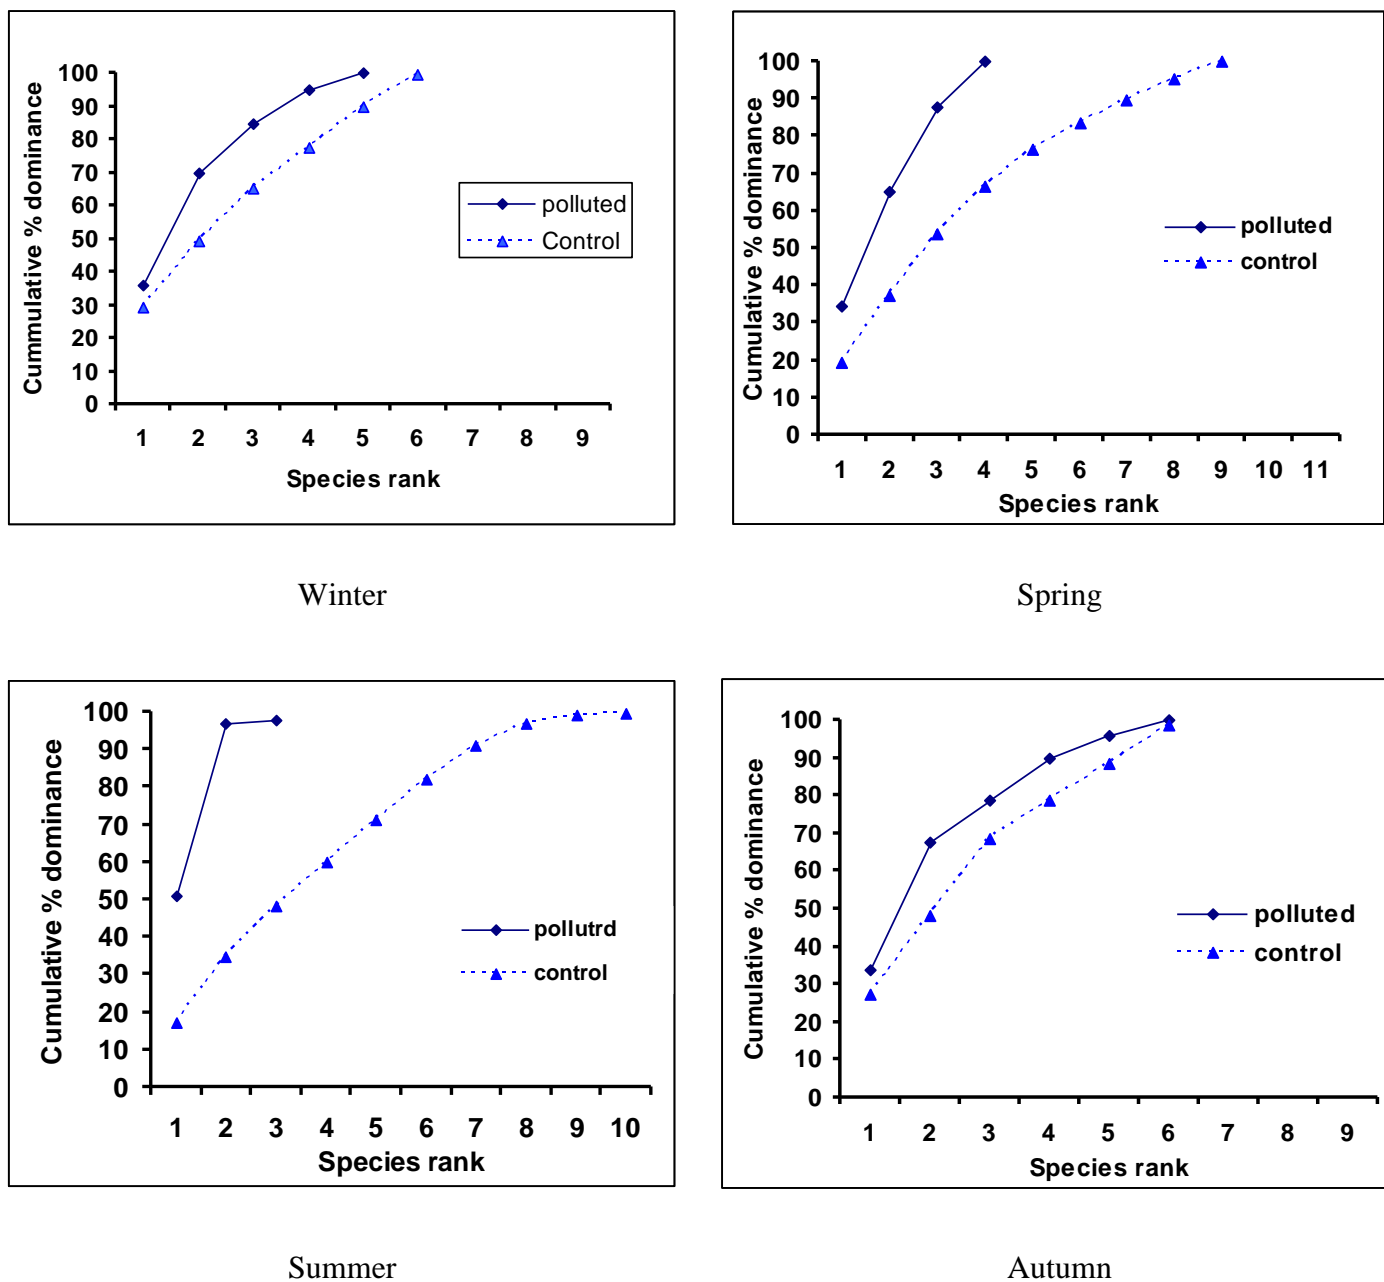 Cummulative % dominance
100
90
80
70
60
50
40
30
20
10
0
1 2 3 4 5 6 7 8 9
Species rank
polluted
Control
Winter
Cumulative % dominance
100
90
80
70
60
50
40
30
20
10
0
1 2 3 4 5 6 7 8 9 10 11
Species rank
polluted
control
Spring
Cumulative % dominance
100
90
80
70
60
50
40
30
20
10
0
1 2 3 4 5 6 7 8 9 10
Species rank
pollutrd
control
Summer
Cumulative % dominance
100
90
80
70
60
50
40
30
20
10
0
1 2 3 4 5 6 7 8 9
Species rank
polluted
control
Autumn